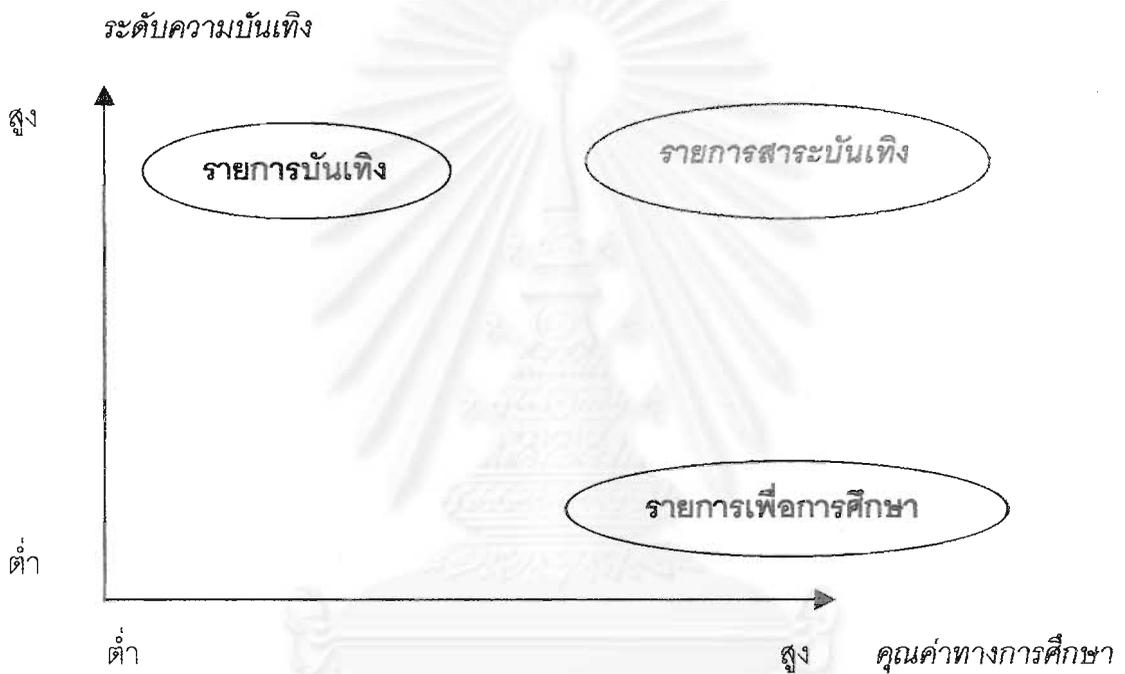 ระดับความบันเทิง
สูง
รายการบันเทิง
รายการสาระบันเทิง
รายการเพื่อการศึกษา
ต่ำ
ต่ำ
สูง
คุณค่าทางการศึกษา